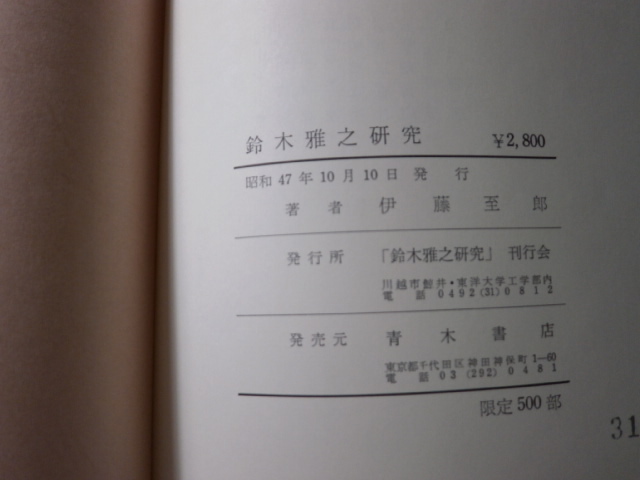 鈴木雅之研究 ¥2,800
昭和47年10月10日 発行
著者 伊藤至郎
発行所 「鈴木雅之研究」刊行会
川越市鯨井・東洋大学工学部内
電話 0492(31)0812
発売元 青木書店
東京都千代田区神田神保町1―60
電話 03(292)0481
限定500部
31